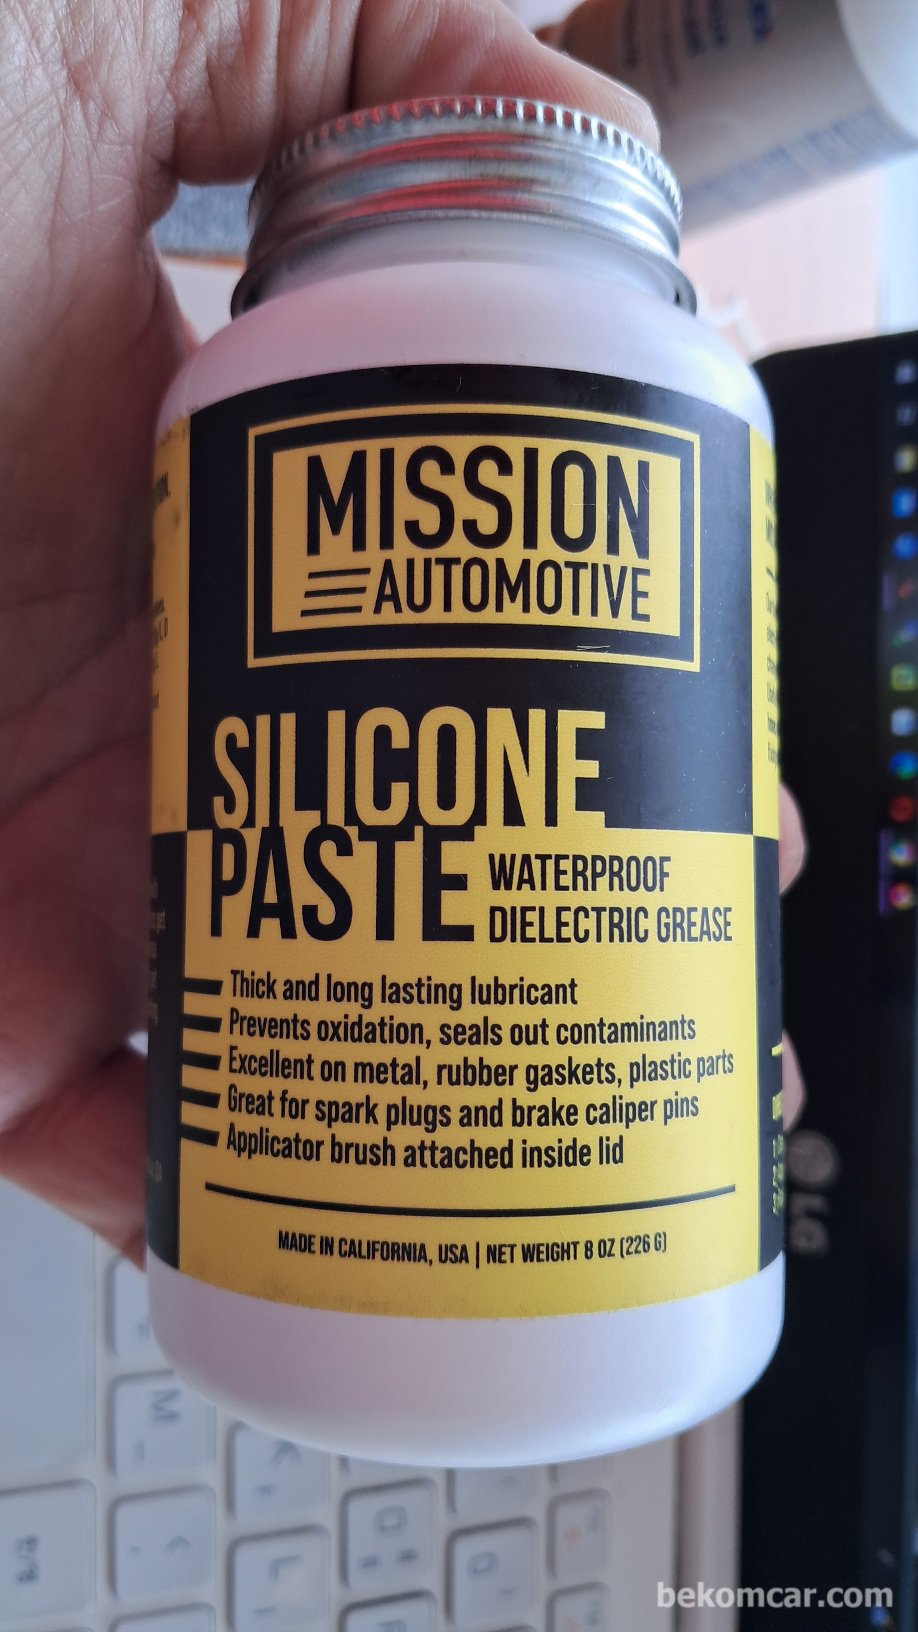 MISSION
AUTOMOTIVE
SILICONE
PASTE
WATERPROOF
DIELECTRIC GREASE
Thick and long lasting lubricant
Prevents oxidation, seals out contaminants
Excellent on metal, rubber gaskets, plastic parts
Great for spark plugs and brake caliper pins
Applicator brush attached inside lid
MADE IN CALIFORNIA, USA | NET WEIGHT 8 OZ (226 G)
LG
M
bekomcar.com